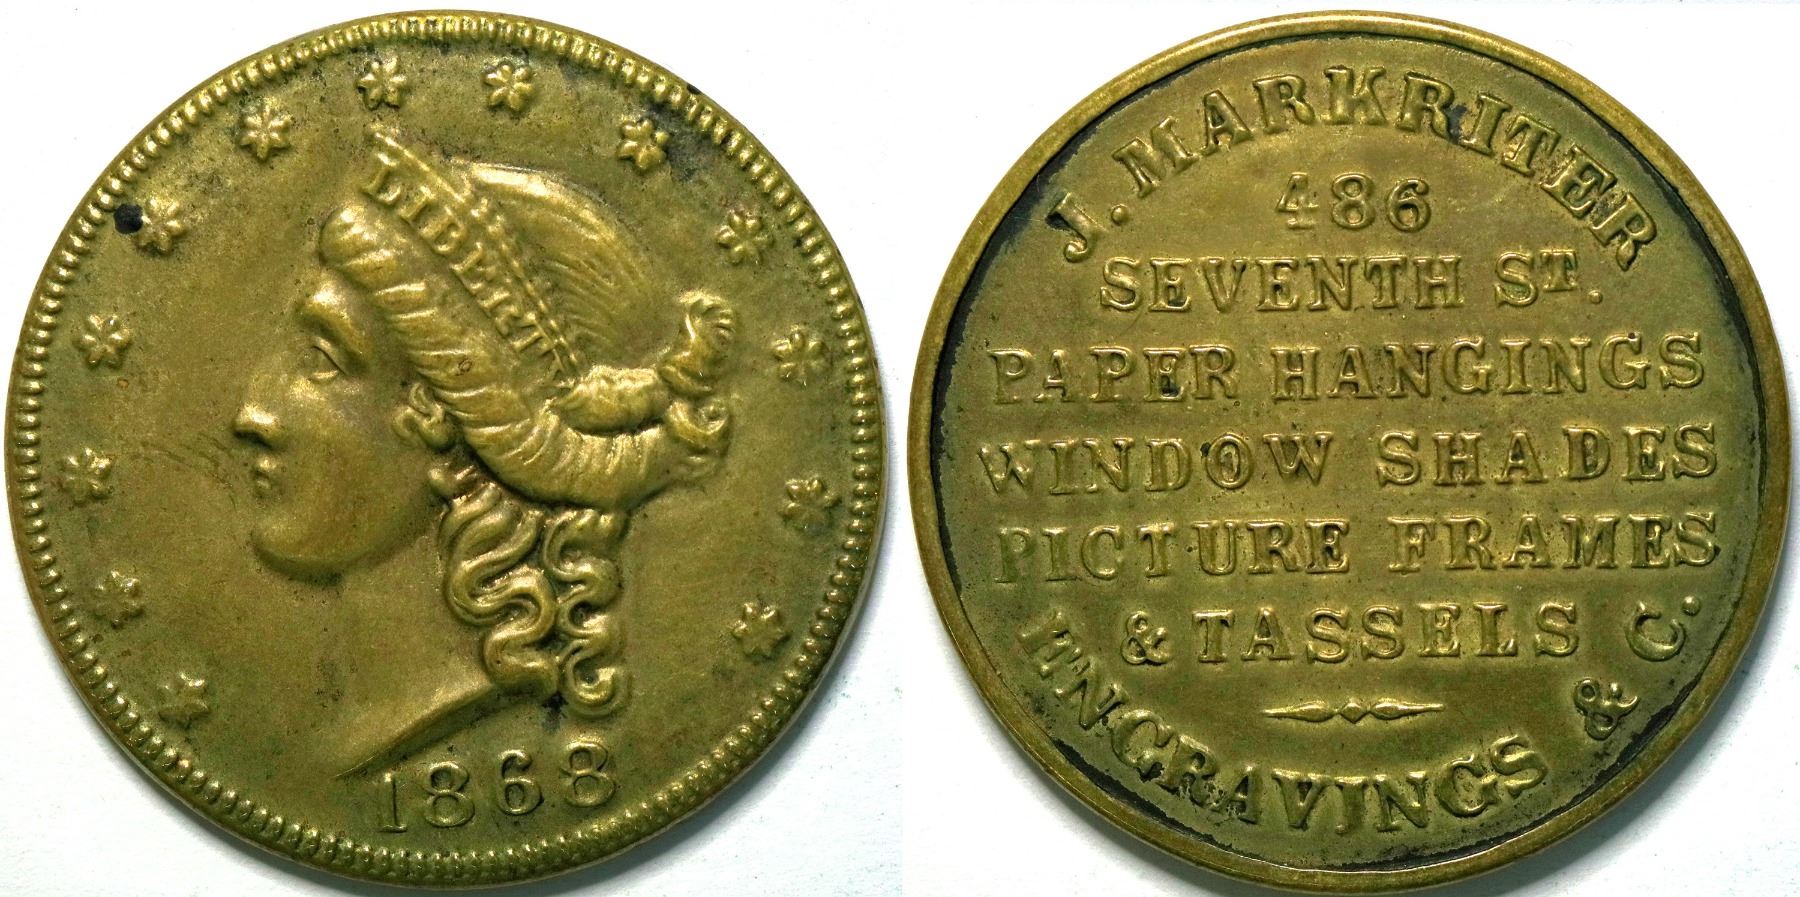 LIBERTY
1868
J. MARKRITER
486
SEVENTH ST.
PAPER HANGINGS
WINDOW SHADES
PICTURE FRAMES
& TASSELS
ENGRAVINGS & C.